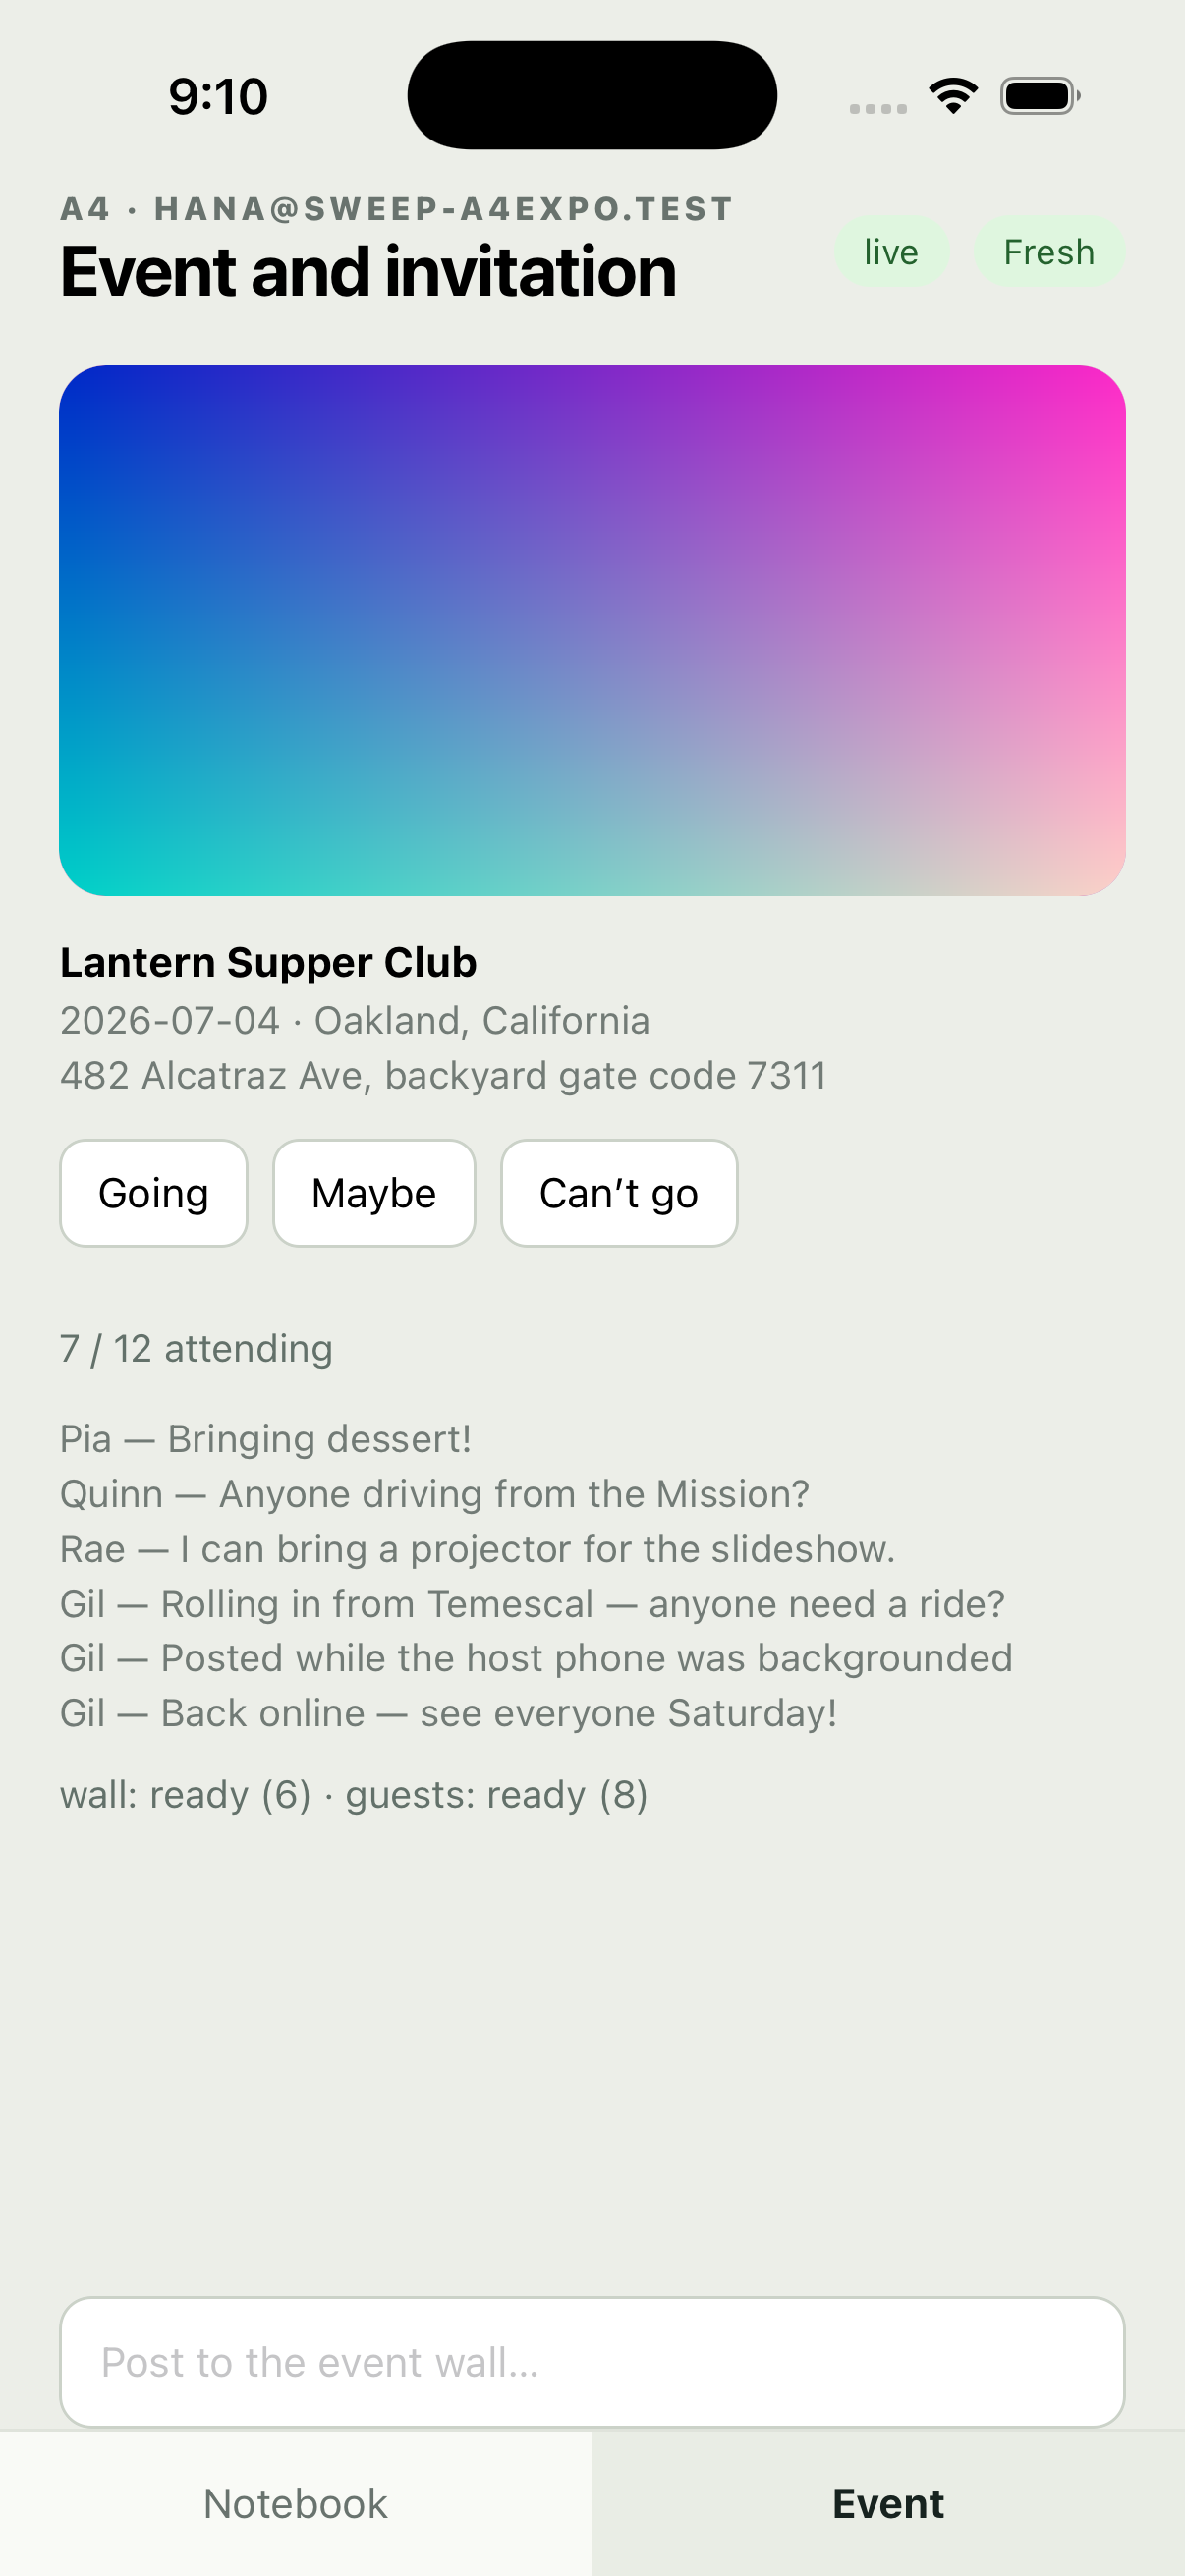 9:10
A4 · HANA@SWEEP-A4EXPO.TEST
Event and invitation
live
Fresh
Lantern Supper Club
2026-07-04 · Oakland, California
482 Alcatraz Ave, backyard gate code 7311
Going
Maybe
Can’t go
7 / 12 attending
Pia — Bringing dessert!
Quinn — Anyone driving from the Mission?
Rae — I can bring a projector for the slideshow.
Gil — Rolling in from Temescal — anyone need a ride?
Gil — Posted while the host phone was backgrounded
Gil — Back online — see everyone Saturday!
wall: ready (6) · guests: ready (8)
Post to the event wall...
Notebook
Event